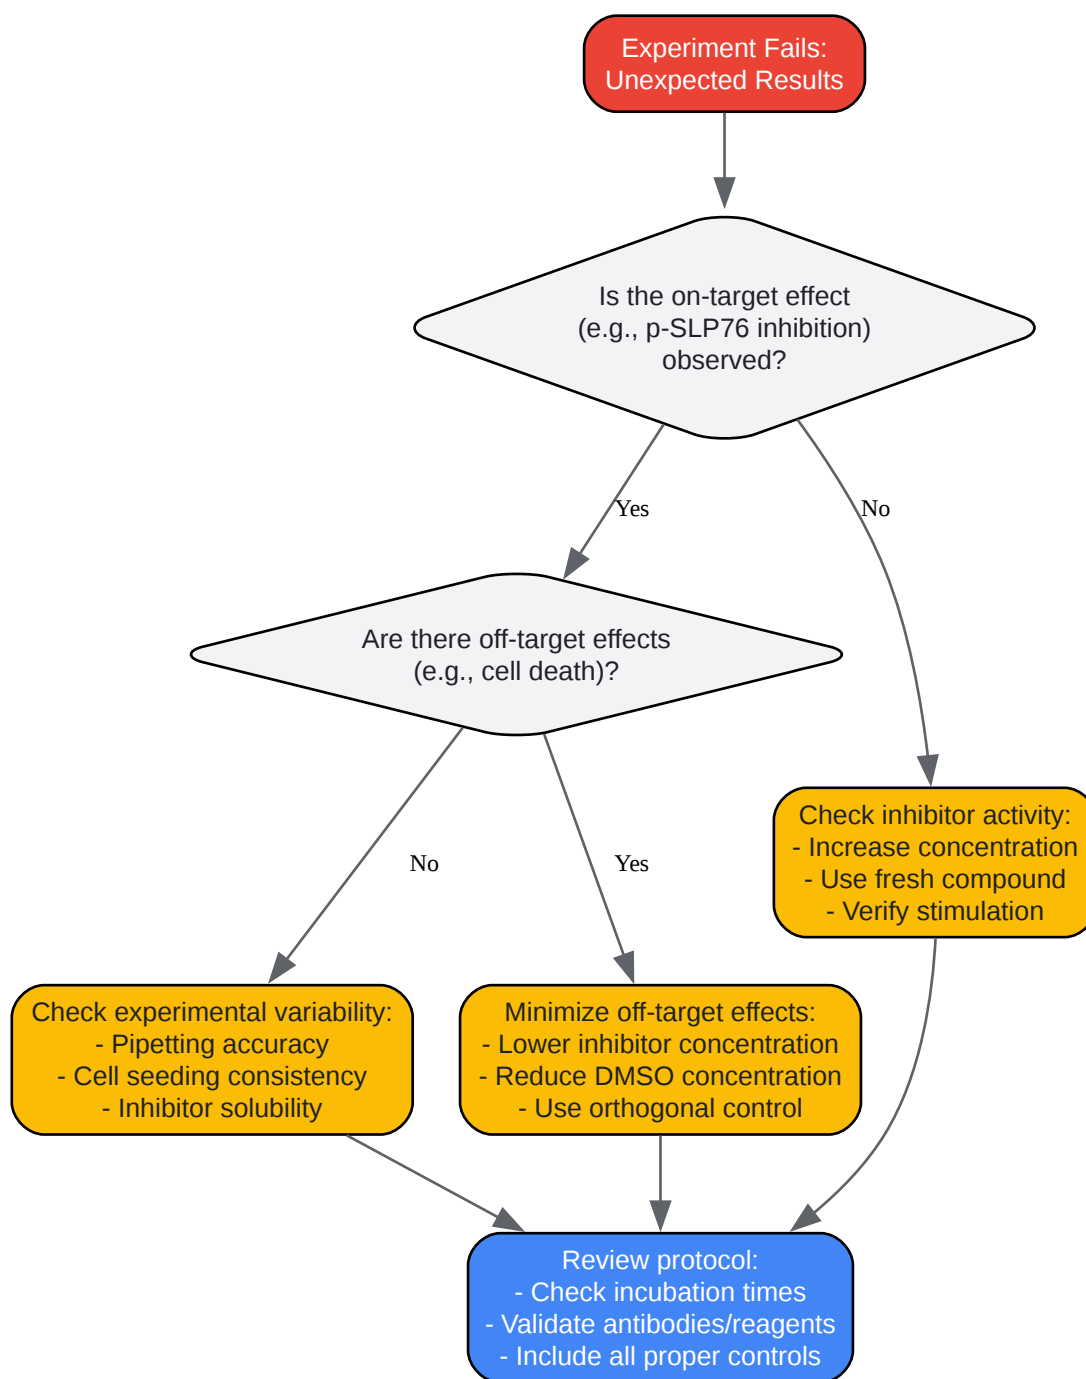 Experiment Fails:
Unexpected Results
Is the on-target effect
(e.g., p-SLP76 inhibition)
observed?
Yes
No
Are there off-target effects
(e.g., cell death)?
No
Yes
Check inhibitor activity:
- Increase concentration
- Use fresh compound
- Verify stimulation
Check experimental variability:
- Pipetting accuracy
- Cell seeding consistency
- Inhibitor solubility
Minimize off-target effects:
- Lower inhibitor concentration
- Reduce DMSO concentration
- Use orthogonal control
Review protocol:
- Check incubation times
- Validate antibodies/reagents
- Include all proper controls